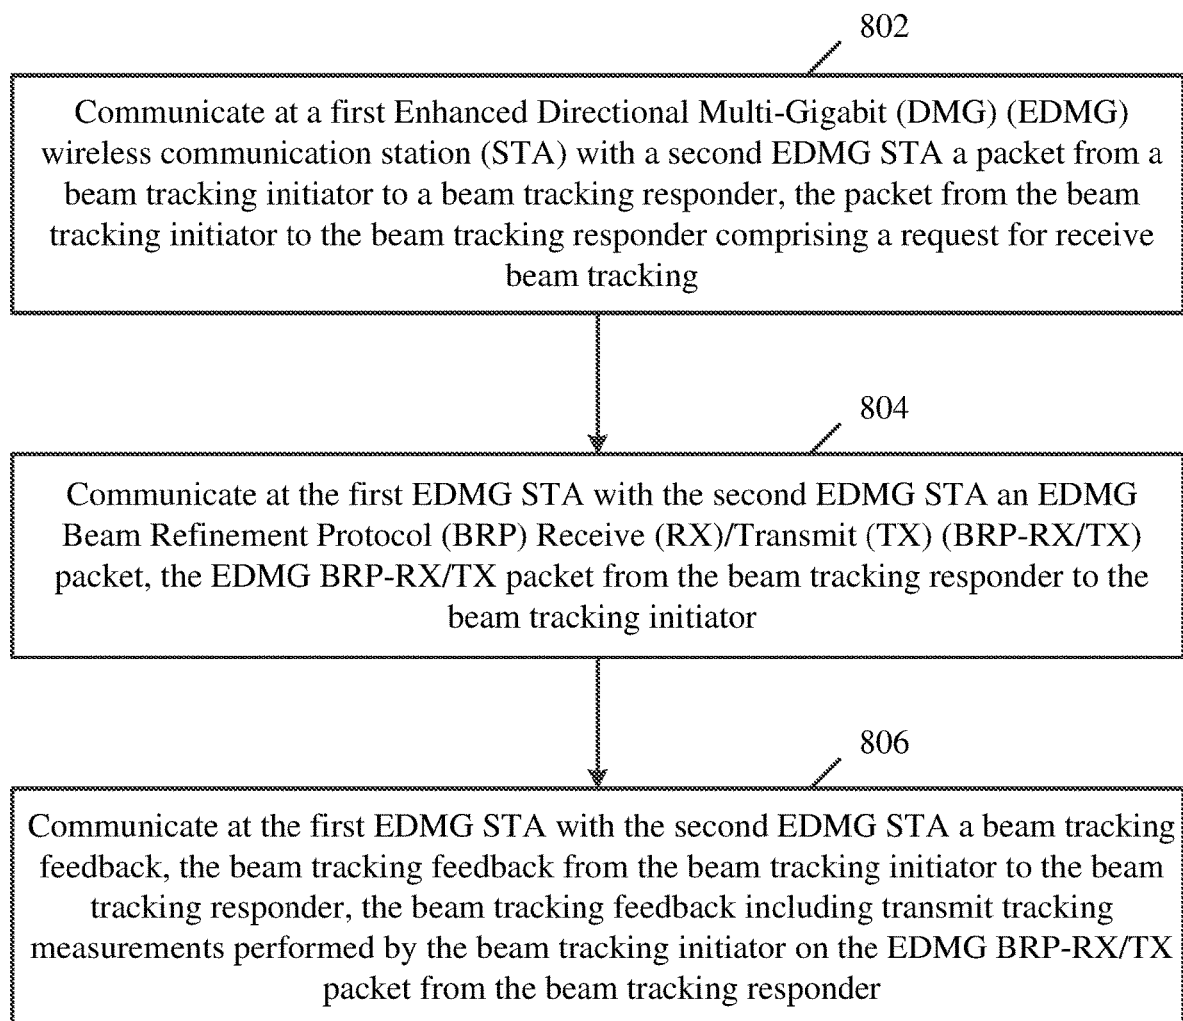 802
Communicate at a first Enhanced Directional Multi-Gigabit (DMG) (EDMG)
wireless communication station (STA) with a second EDMG STA a packet from a
beam tracking initiator to a beam tracking responder, the packet from the beam
tracking initiator to the beam tracking responder comprising a request for receive
beam tracking
804
Communicate at the first EDMG STA with the second EDMG STA an EDMG
Beam Refinement Protocol (BRP) Receive (RX)/Transmit (TX) (BRP-RX/TX)
packet, the EDMG BRP-RX/TX packet from the beam tracking responder to the
beam tracking initiator
806
Communicate at the first EDMG STA with the second EDMG STA a beam tracking
feedback, the beam tracking feedback from the beam tracking initiator to the beam
tracking responder, the beam tracking feedback including transmit tracking
measurements performed by the beam tracking initiator on the EDMG BRP-RX/TX
packet from the beam tracking responder